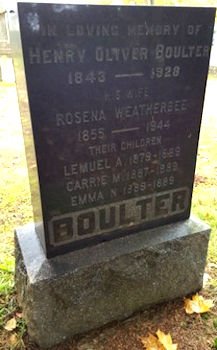 IN LOVING MEMORY OF
HENRY OLIVER BOULTER
1843 — 1928
HIS WIFE
ROSENA WEATHERBEE
1855 — 1944
THEIR CHILDREN
LEMUEL A. 1879-1889
CARRIE M. 1887-1889
EMMA N. 1889-1889
BOULTER